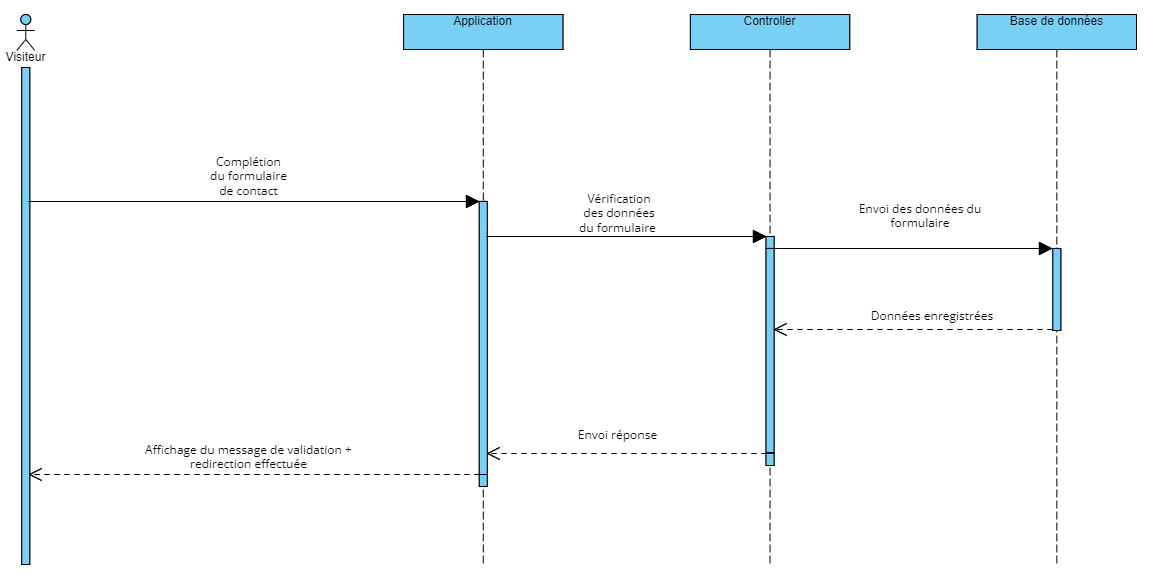 Visiteur
Application
Controller
Base de données
Complétion
du formulaire
de contact
Vérification
des données
du formulaire
Envoi des données du
formulaire
Données enregistrées
Envoi réponse
Affichage du message de validation +
redirection effectuée